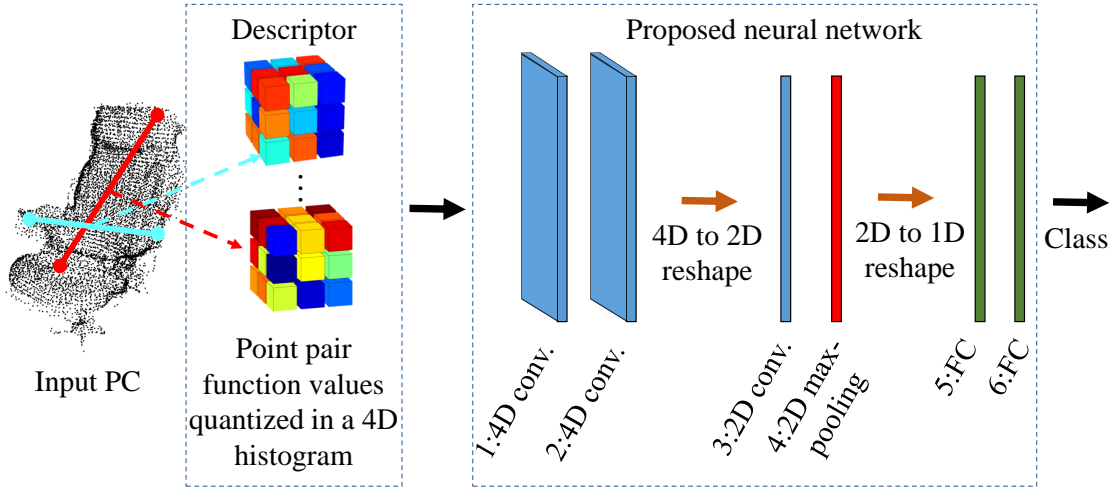 Descriptor
Proposed neural network
4D to 2D
reshape
2D to 1D
reshape
Class
Input PC
Point pair
function values
quantized in a 4D
histogram
1:4D conv.
2:4D conv.
3:2D conv.
4:2D max-
pooling
5:FC
6:FC